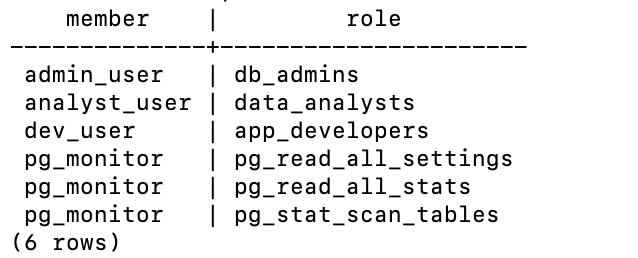 member     |         role
---------------+----------------------
 admin_user    | db_admins
 analyst_user  | data_analysts
 dev_user      | app_developers
 pg_monitor    | pg_read_all_settings
 pg_monitor    | pg_read_all_stats
 pg_monitor    | pg_stat_scan_tables
(6 rows)